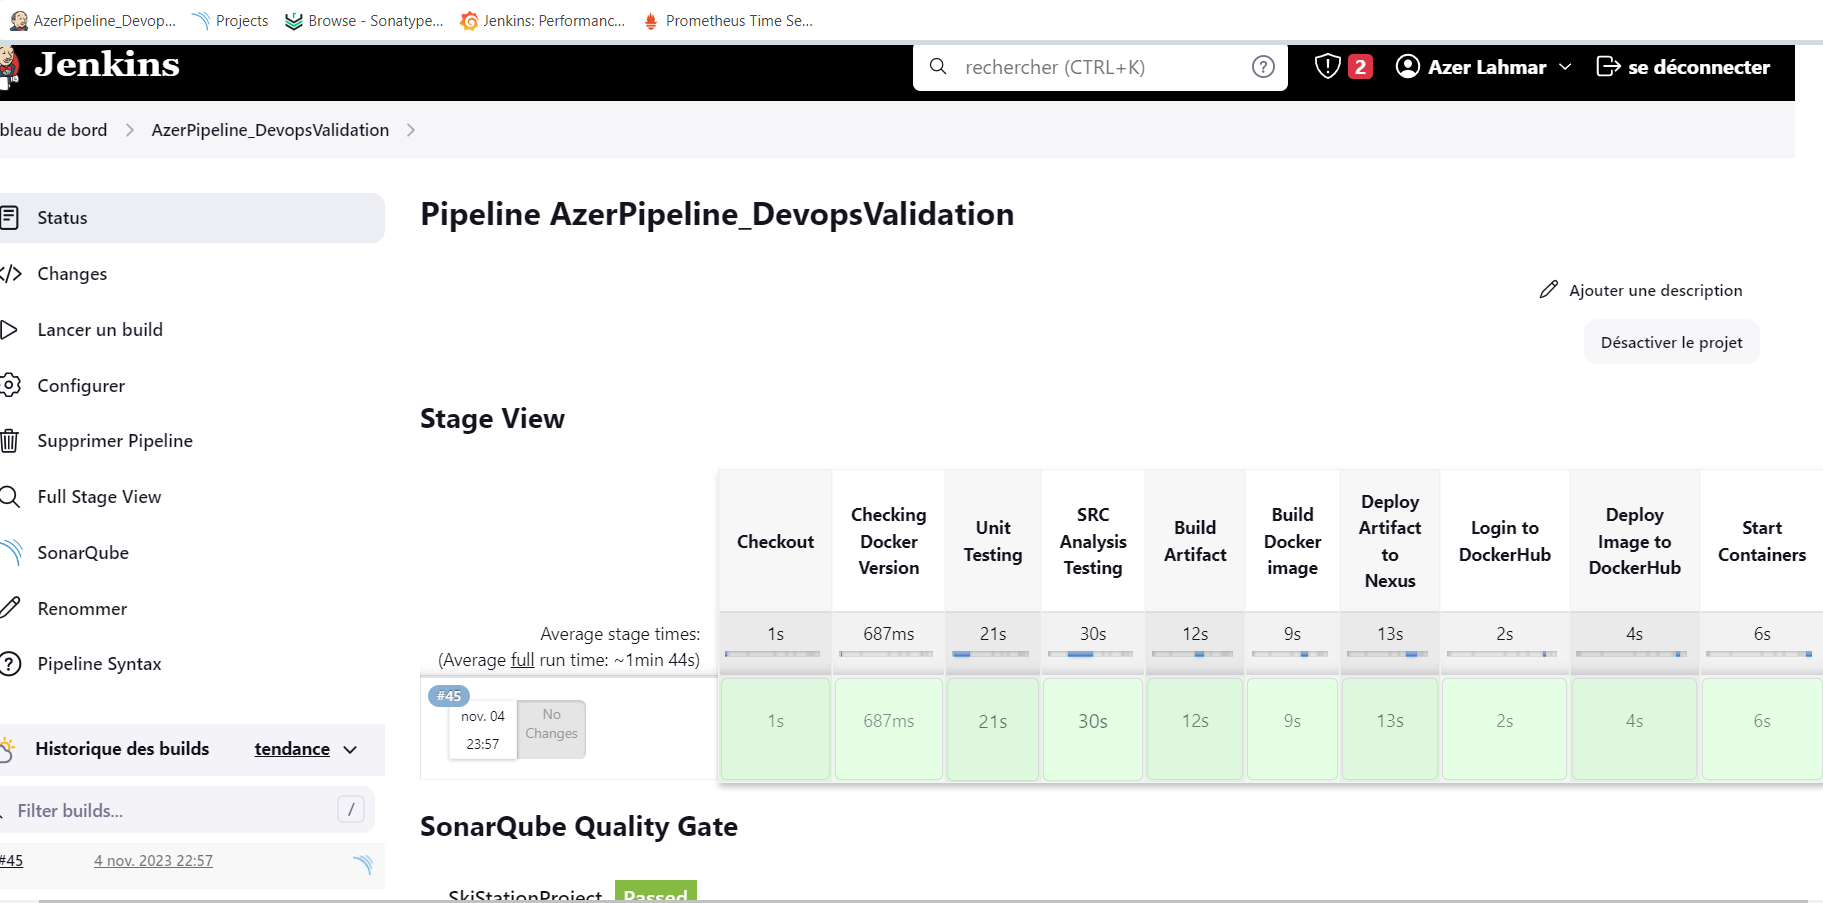 AzerPipeline_Devop... Projects Browse - Sonatype... Jenkins: Performanc... Prometheus Time Se...
Jenkins rechercher (CTRL+K) 2 Azer Lahmar se déconnecter
bleau de bord AzerPipeline_DevopsValidation
Status
Changes
Lancer un build
Configurer
Supprimer Pipeline
Full Stage View
SonarQube
Renommer
Pipeline Syntax
Historique des builds tendance
Filter builds... /
#45 4 nov. 2023 22:57
Pipeline AzerPipeline_DevopsValidation
Ajouter une description
Désactiver le projet
Stage View
Checkout
Checking
Docker
Version
Unit
Testing
SRC
Analysis
Testing
Build
Artifact
Build
Docker
image
Deploy
Artifact
to
Nexus
Login to
DockerHub
Deploy
Image to
DockerHub
Start
Containers
Average stage times:
(Average full run time: ~1min 44s)
1s 687ms 21s 30s 12s 9s 13s 2s 4s 6s
#45
nov. 04
23:57
No
Changes
1s 687ms 21s 30s 12s 9s 13s 2s 4s 6s
SonarQube Quality Gate
SkiStationProject Passed